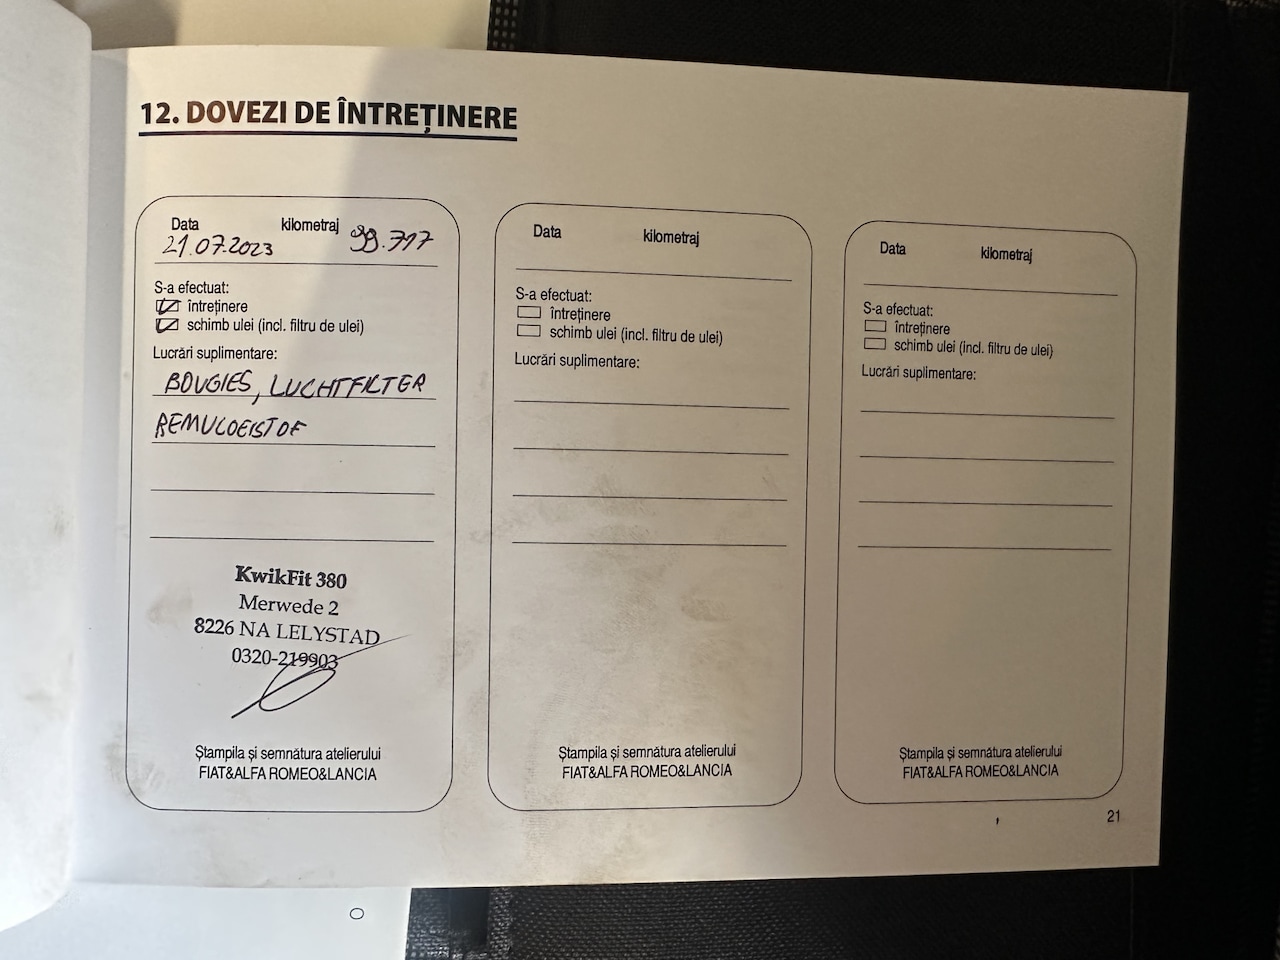 12. DOVEZI DE ÎNTREȚINERE
Data kilometraj
21.07.2023 99.717
S-a efectuat:
întreținere
schimb ulei (incl. filtru de ulei)
Lucrări suplimentare:
BOUGIES, LUCHTFILTER
REMVLOEISTOF
KwikFit 380
Merwede 2
8226 NA LELYSTAD
0320-219903
Ștampila și semnătura atelierului
FIAT&ALFA ROMEO&LANCIA
Data kilometraj
S-a efectuat:
întreținere
schimb ulei (incl. filtru de ulei)
Lucrări suplimentare:
Ștampila și semnătura atelierului
FIAT&ALFA ROMEO&LANCIA
Data kilometraj
S-a efectuat:
întreținere
schimb ulei (incl. filtru de ulei)
Lucrări suplimentare:
Ștampila și semnătura atelierului
FIAT&ALFA ROMEO&LANCIA
21